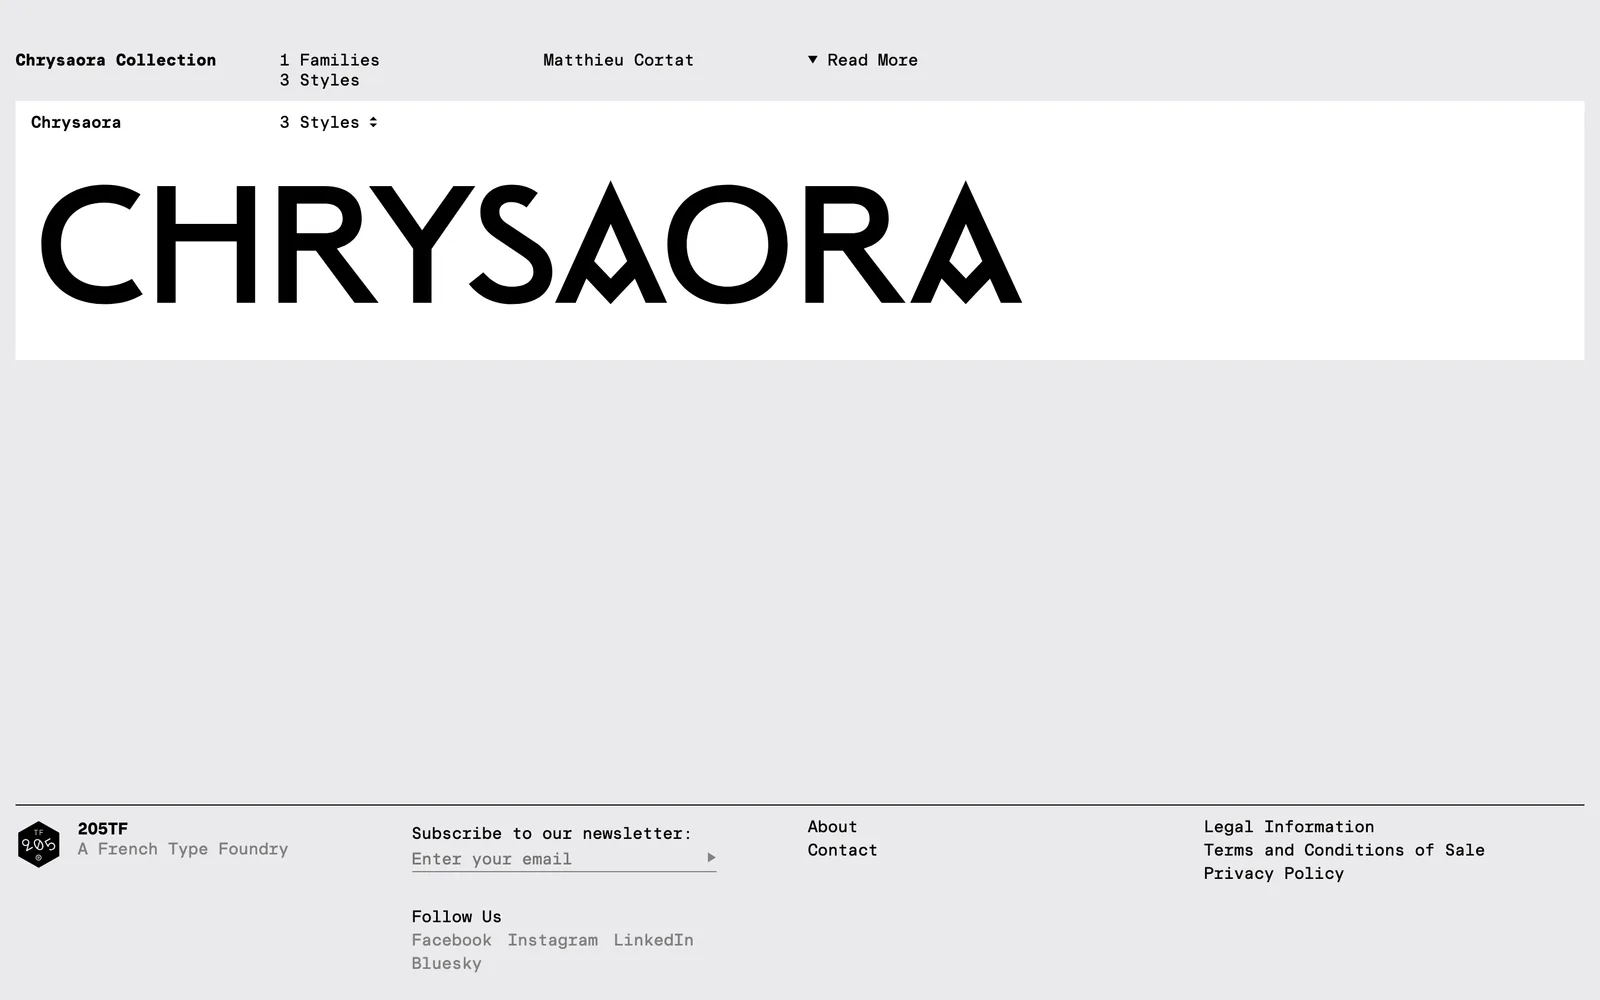 Chrysaora Collection
1 Families
3 Styles
Matthieu Cortat
▼ Read More
Chrysaora
3 Styles
CHRYSAORA
TF
205
205TF
A French Type Foundry
Subscribe to our newsletter:
Enter your email
Follow Us
Facebook Instagram LinkedIn
Bluesky
About
Contact
Legal Information
Terms and Conditions of Sale
Privacy Policy